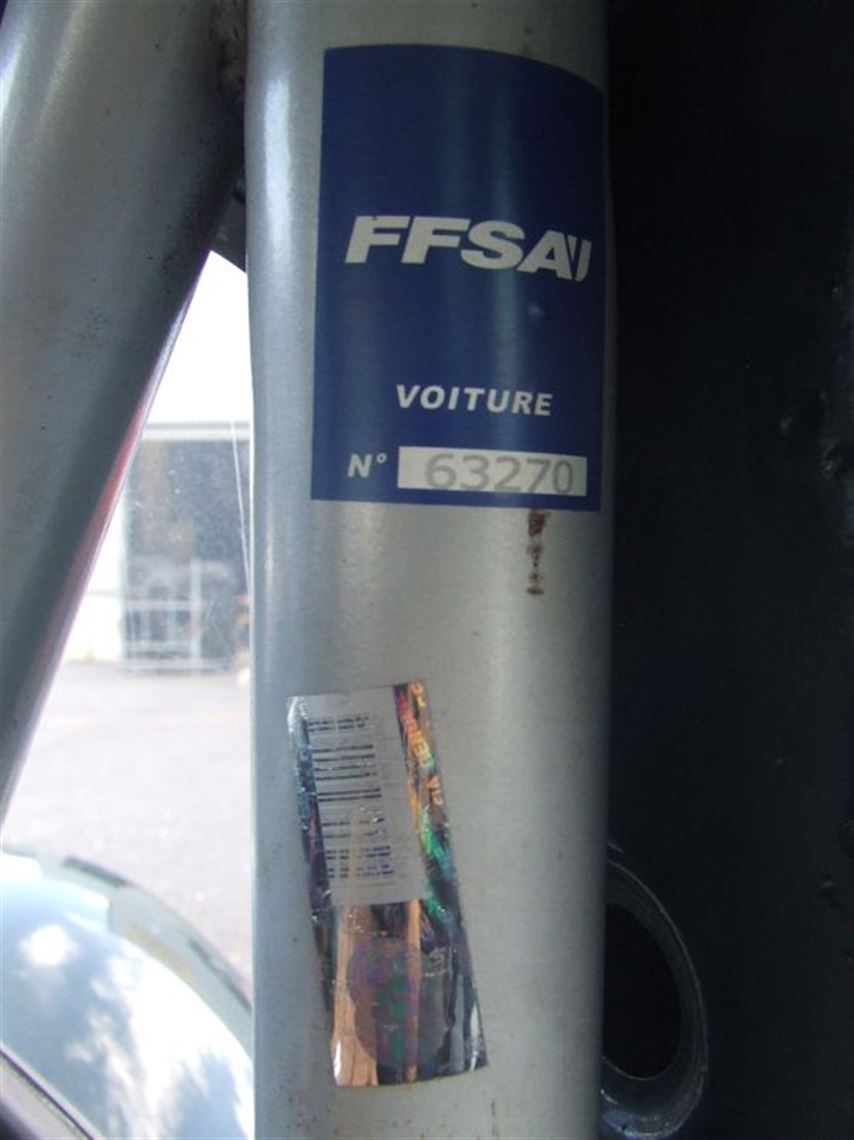 FFSA
VOITURE
N° 63270